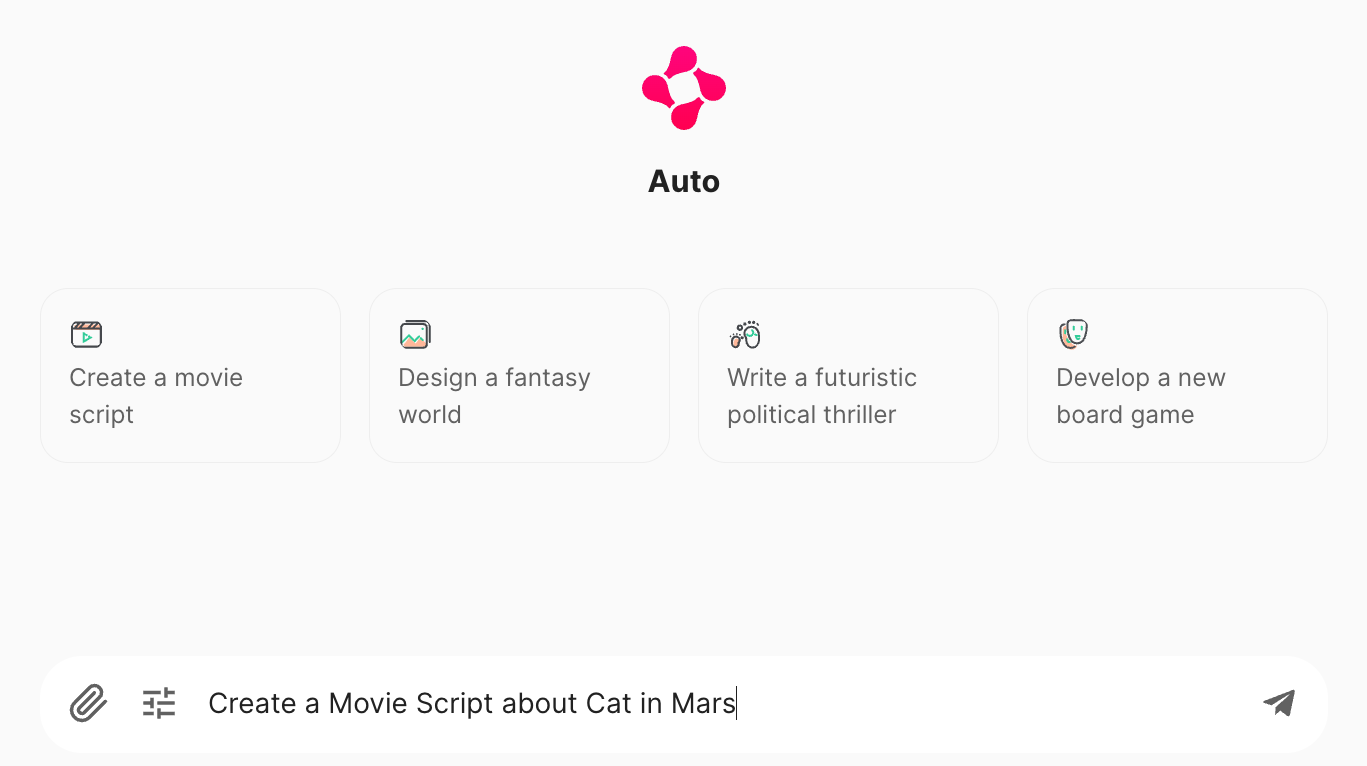 Auto
Create a movie
script
Design a fantasy
world
Write a futuristic
political thriller
Develop a new
board game
Create a Movie Script about Cat in Mars